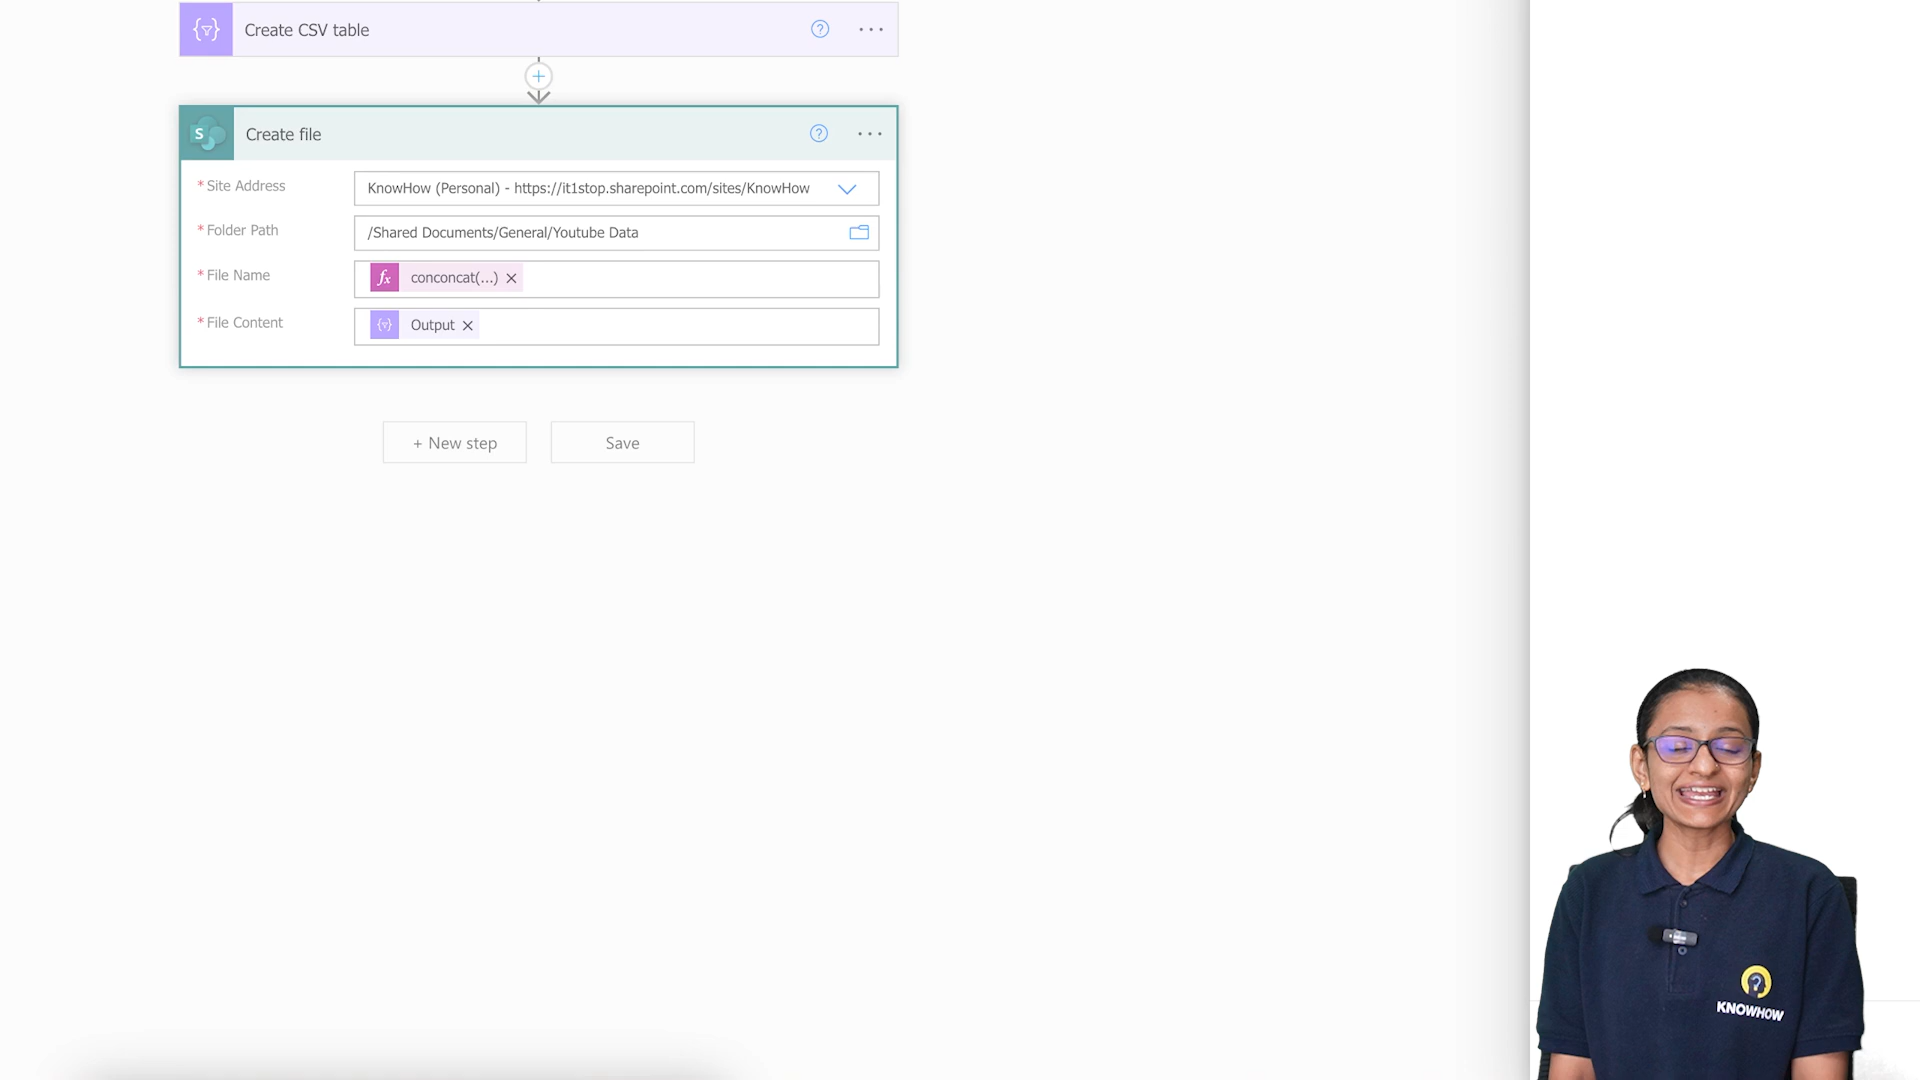 Create CSV table
Create file
* Site Address
KnowHow (Personal) - https://it1stop.sharepoint.com/sites/KnowHow
* Folder Path
/Shared Documents/General/Youtube Data
* File Name
fx conconcat(...)
* File Content
Output
+ New step
Save
KNOWHOW